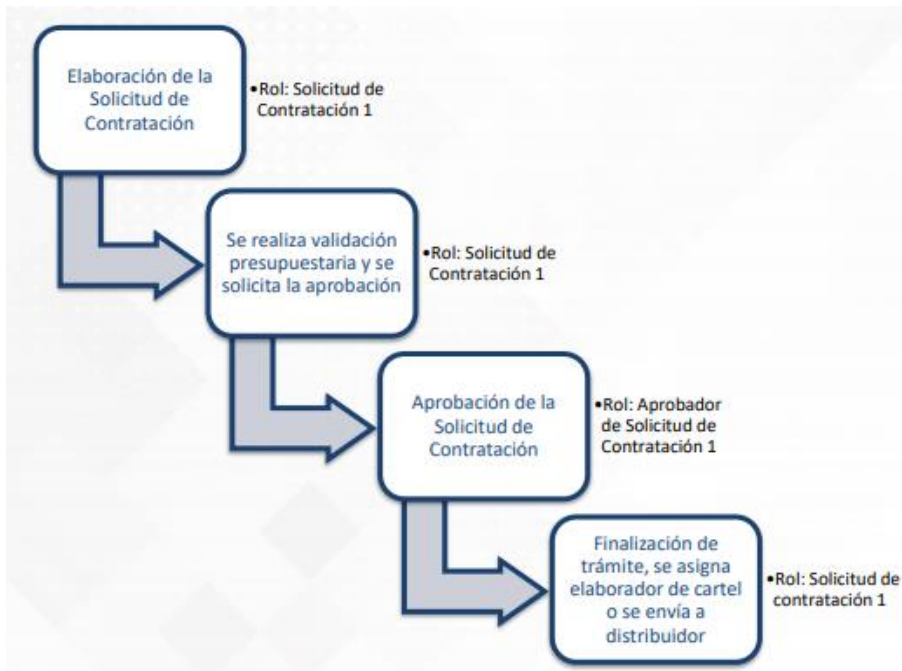 Elaboración de la
Solicitud de
Contratación
•Rol: Solicitud de
Contratación 1
Se realiza validación
presupuestaria y se
solicita la aprobación
•Rol: Solicitud de
Contratación 1
Aprobación de la
Solicitud de
Contratación
•Rol: Aprobador
de Solicitud de
Contratación 1
Finalización de
trámite, se asigna
elaborador de cartel
o se envía a
distribuidor
•Rol: Solicitud de
contratación 1